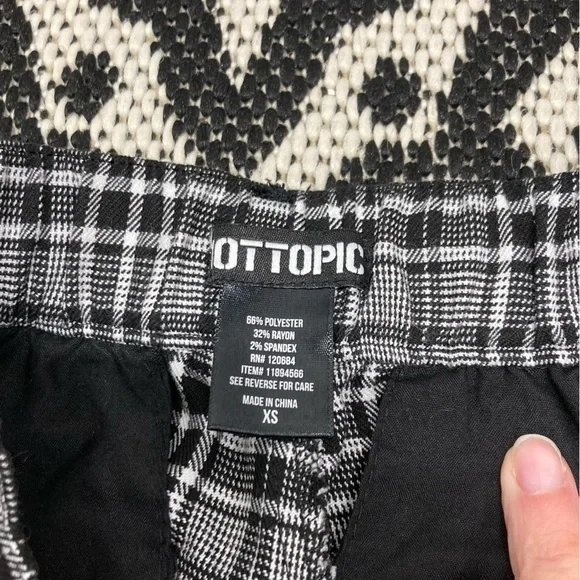 OTTOPIC
66% POLYESTER
32% RAYON
2% SPANDEX
RN# 120684
ITEM# 11894566
SEE REVERSE FOR CARE
MADE IN CHINA
XS